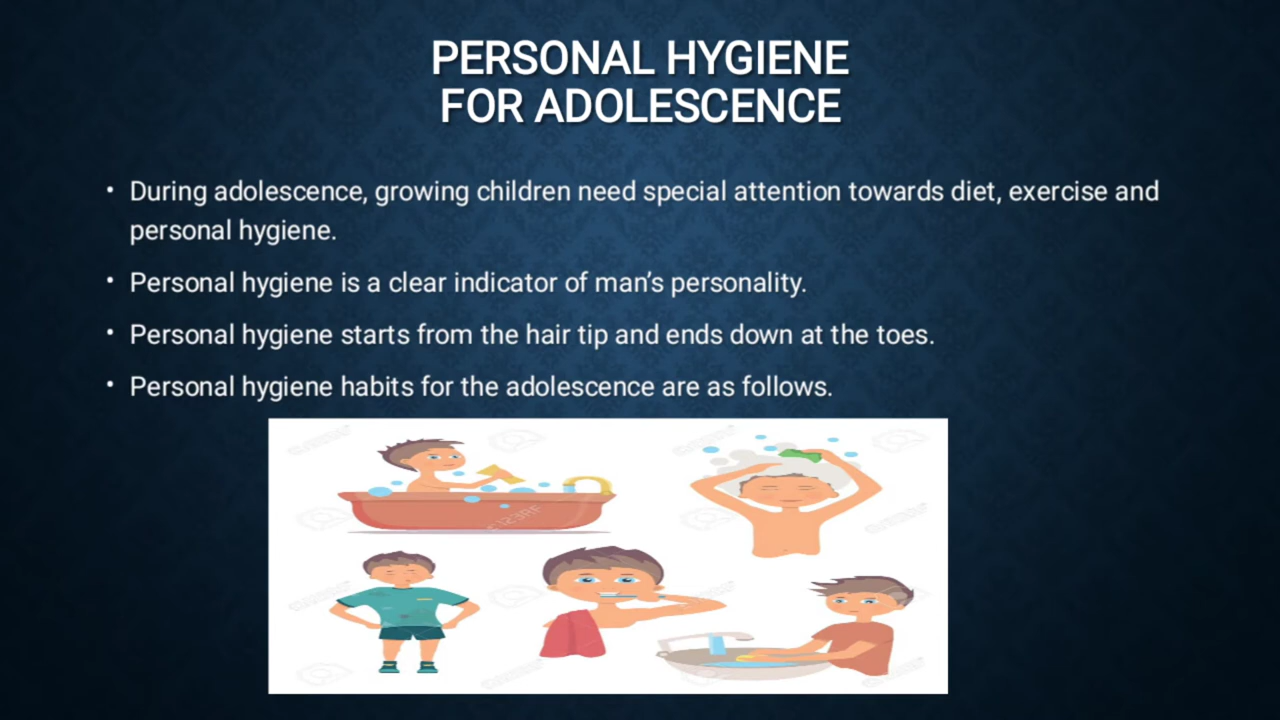 PERSONAL HYGIENE
FOR ADOLESCENCE
• During adolescence, growing children need special attention towards diet, exercise and
personal hygiene.
• Personal hygiene is a clear indicator of man’s personality.
• Personal hygiene starts from the hair tip and ends down at the toes.
• Personal hygiene habits for the adolescence are as follows.
©123RF